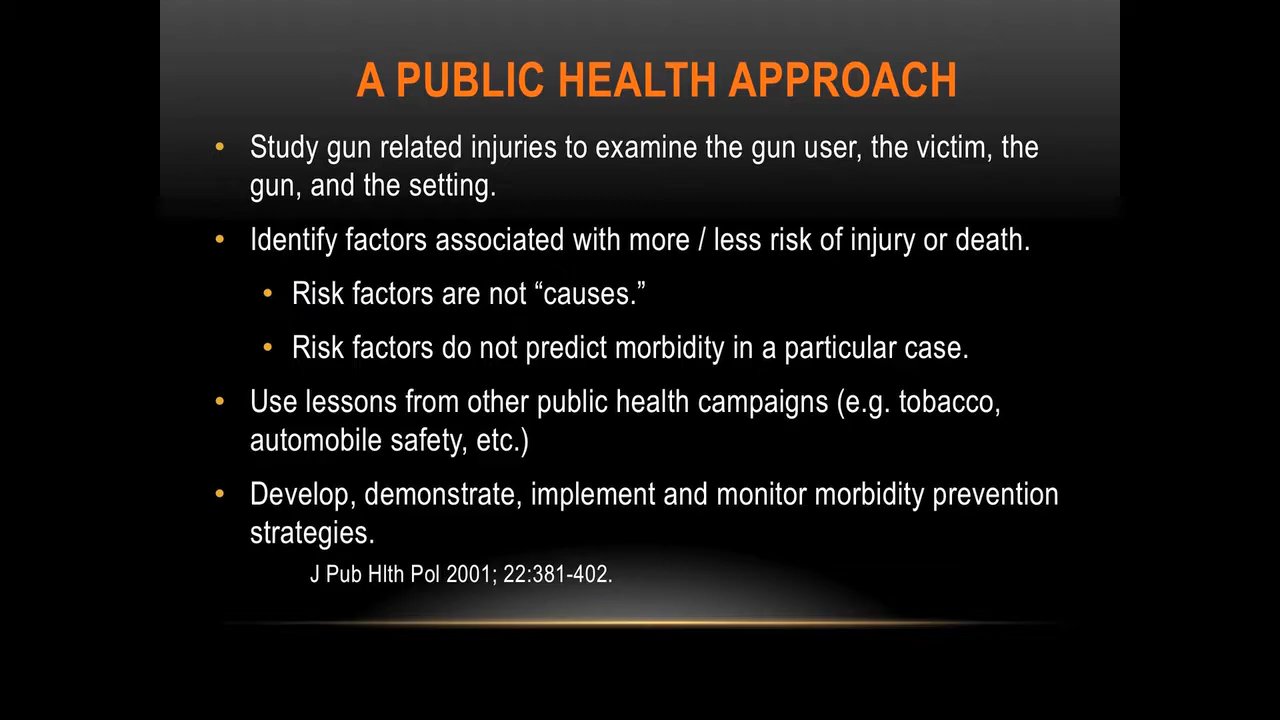 A PUBLIC HEALTH APPROACH
• Study gun related injuries to examine the gun user, the victim, the
gun, and the setting.
• Identify factors associated with more / less risk of injury or death.
• Risk factors are not “causes.”
• Risk factors do not predict morbidity in a particular case.
• Use lessons from other public health campaigns (e.g. tobacco,
automobile safety, etc.)
• Develop, demonstrate, implement and monitor morbidity prevention
strategies.
J Pub Hlth Pol 2001; 22:381-402.